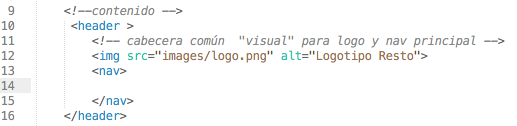 9 <!--contenido -->
10 <header >
11 <!-- cabecera común "visual" para logo y nav principal -->
12 <img src="images/logo.png" alt="Logotipo Resto">
13 <nav>
14
15 </nav>
16 </header>